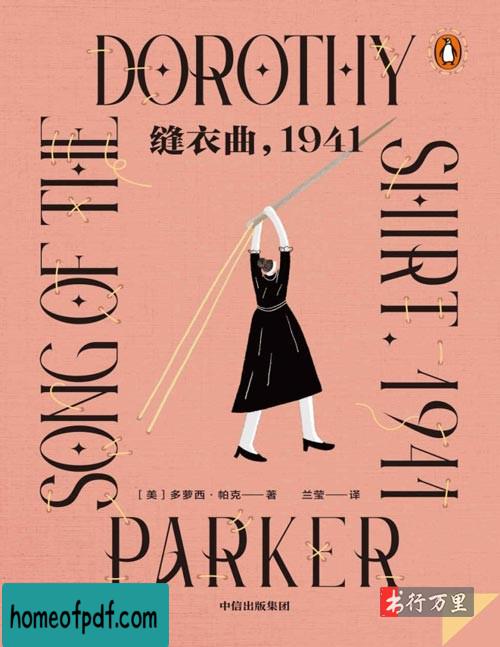 DOROTHY
缝衣曲，1941
SONG OF THE
SHIRT, 1941
［美］多萝西·帕克——著
兰莹——译
PARKER
中信出版集团
书行万里
homeofpdf.com